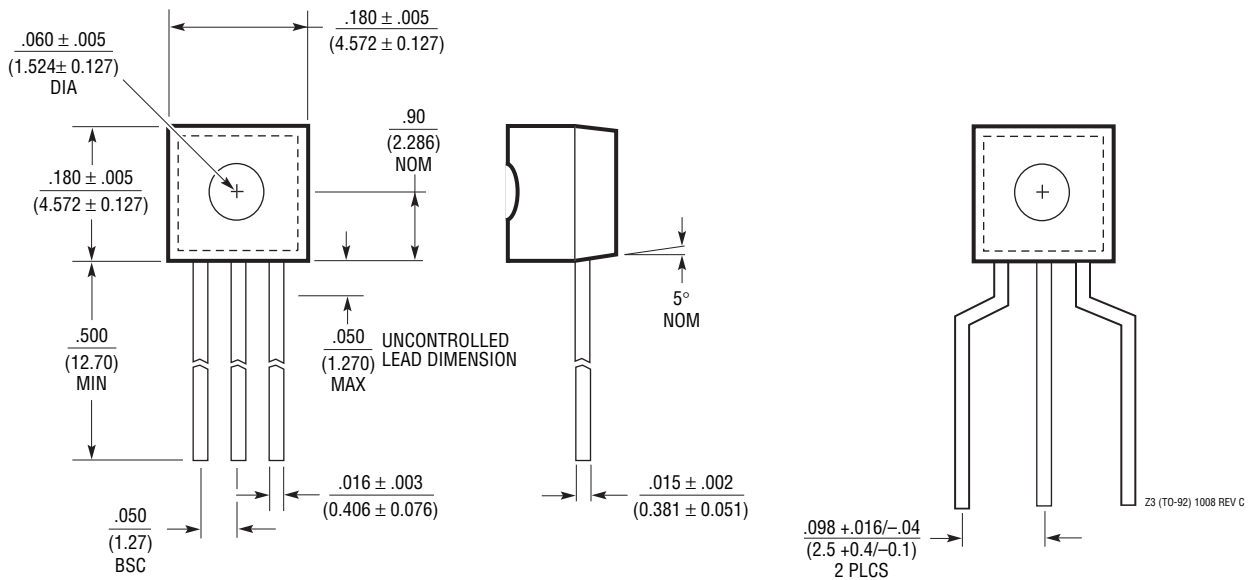 .060 ± .005
(1.524± 0.127)
DIA
.180 ± .005
(4.572 ± 0.127)
.90
(2.286)
NOM
.180 ± .005
(4.572 ± 0.127)
5°
NOM
.500
(12.70)
MIN
.050
(1.270)
MAX
UNCONTROLLED
LEAD DIMENSION
.016 ± .003
(0.406 ± 0.076)
.015 ± .002
(0.381 ± 0.051)
Z3 (TO-92) 1008 REV C
.050
(1.27)
BSC
.098 +.016/–.04
(2.5 +0.4/–0.1)
2 PLCS